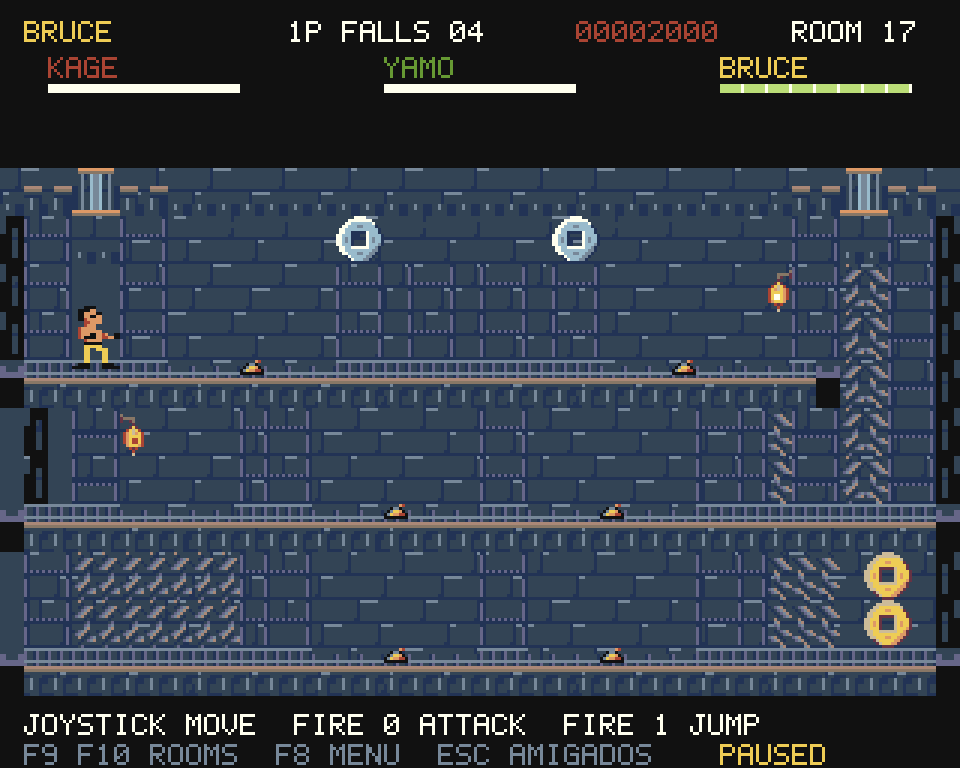 BRUCE 1P FALLS 04 00002000 ROOM 17
KAGE YAMO BRUCE
JOYSTICK MOVE FIRE 0 ATTACK FIRE 1 JUMP
F9 F10 ROOMS F8 MENU ESC AMIGADOS PAUSED